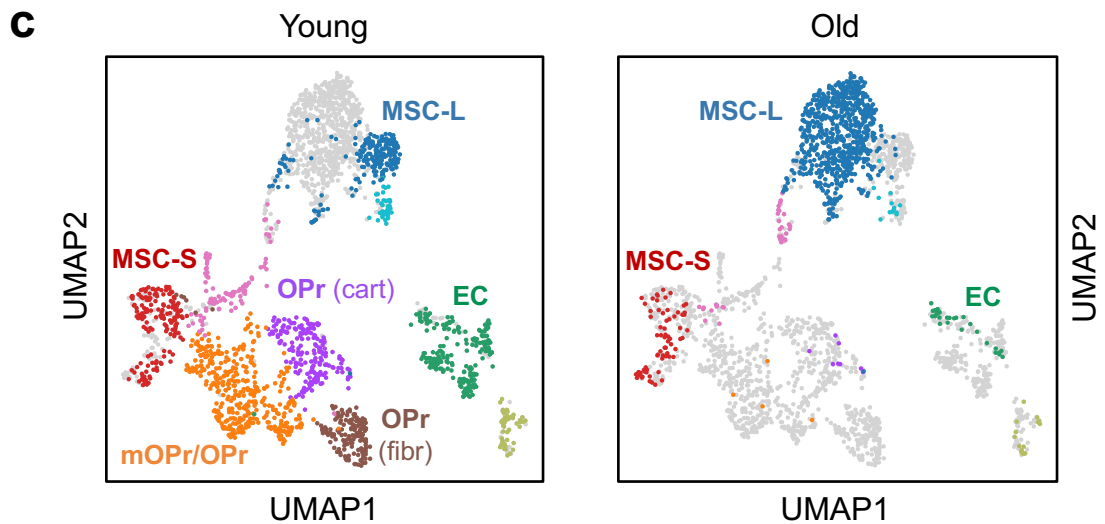 c
Young
Old
MSC-L
MSC-S
OPr (cart)
EC
OPr
(fibr)
mOPr/OPr
UMAP2
UMAP1
MSC-L
MSC-S
EC
UMAP2
UMAP1